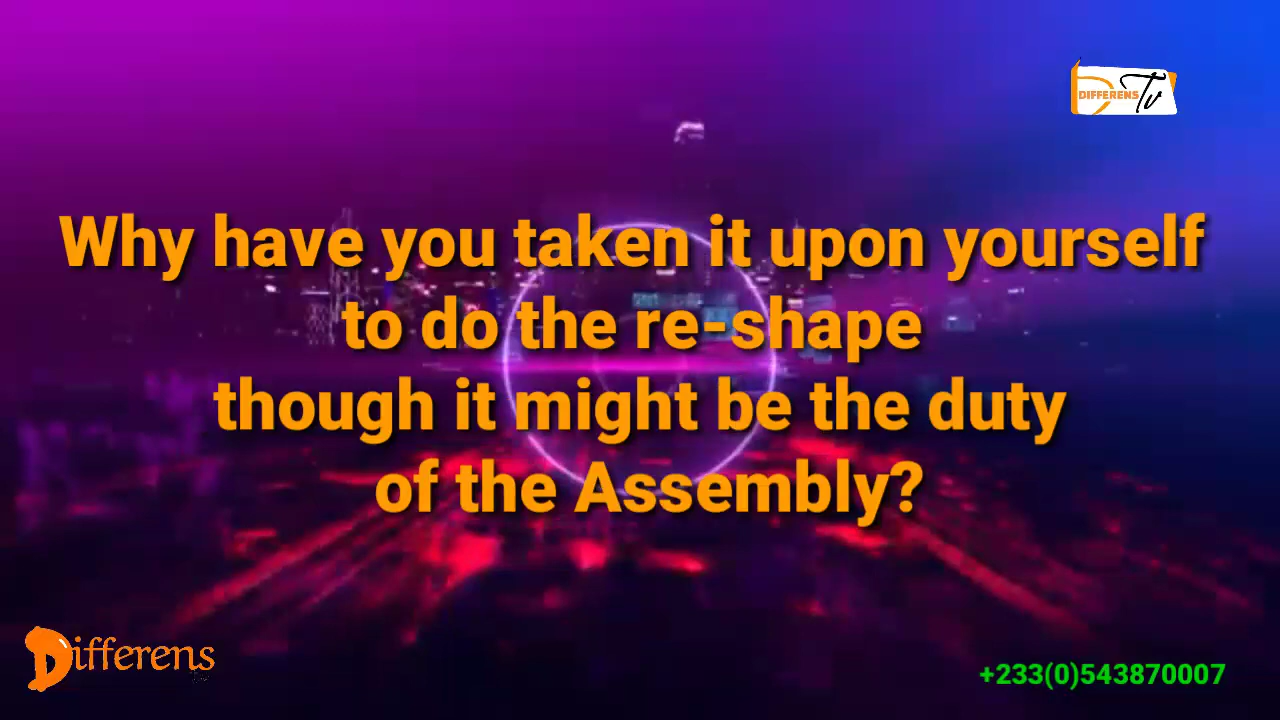 DIFFERENS Tv
Why have you taken it upon yourself
to do the re-shape
though it might be the duty
of the Assembly?
Differens
+233(0)543870007